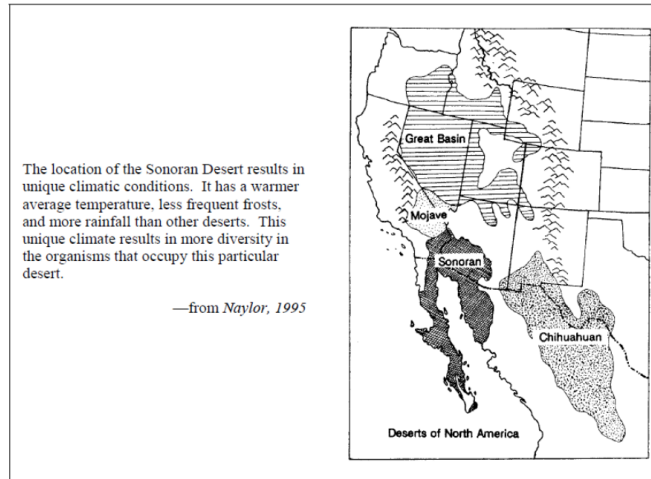 The location of the Sonoran Desert results in
unique climatic conditions.  It has a warmer
average temperature, less frequent frosts,
and more rainfall than other deserts.  This
unique climate results in more diversity in
the organisms that occupy this particular
desert.
—from Naylor, 1995
Great Basin
Mojave
Sonoran
Chihuahuan
Deserts of North America